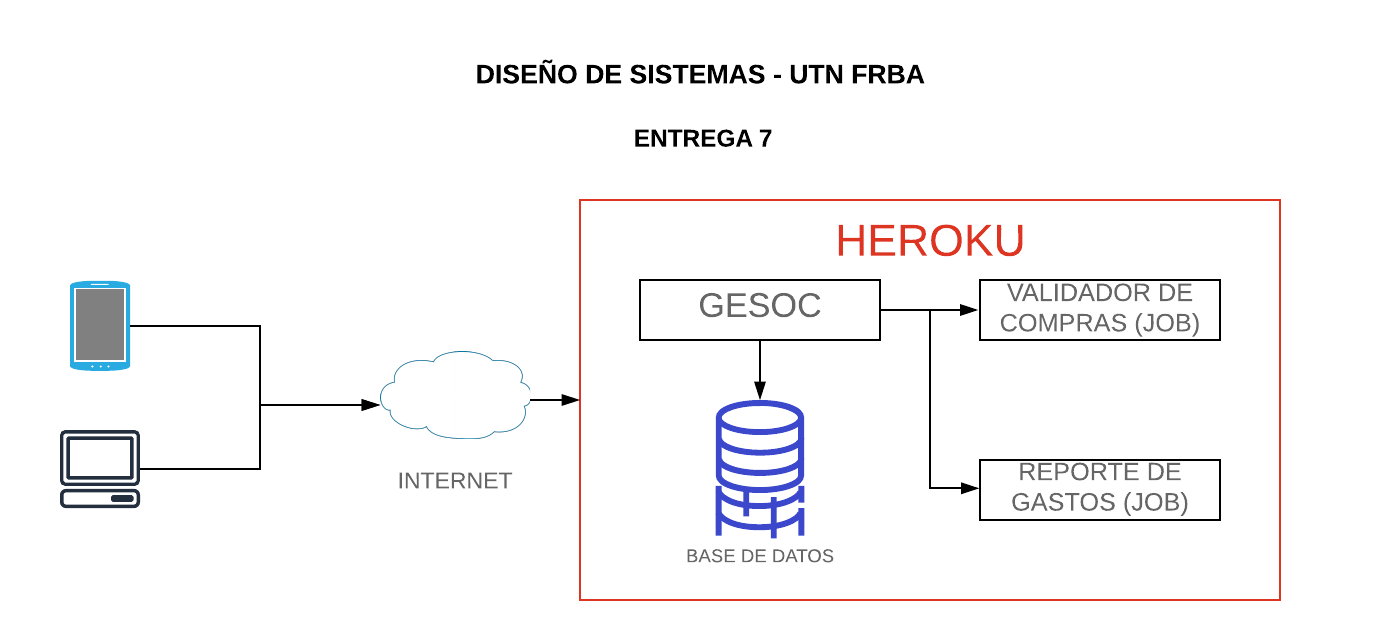 DISEÑO DE SISTEMAS - UTN FRBA
ENTREGA 7
HEROKU
GESOC
VALIDADOR DE
COMPRAS (JOB)
INTERNET
REPORTE DE
GASTOS (JOB)
BASE DE DATOS